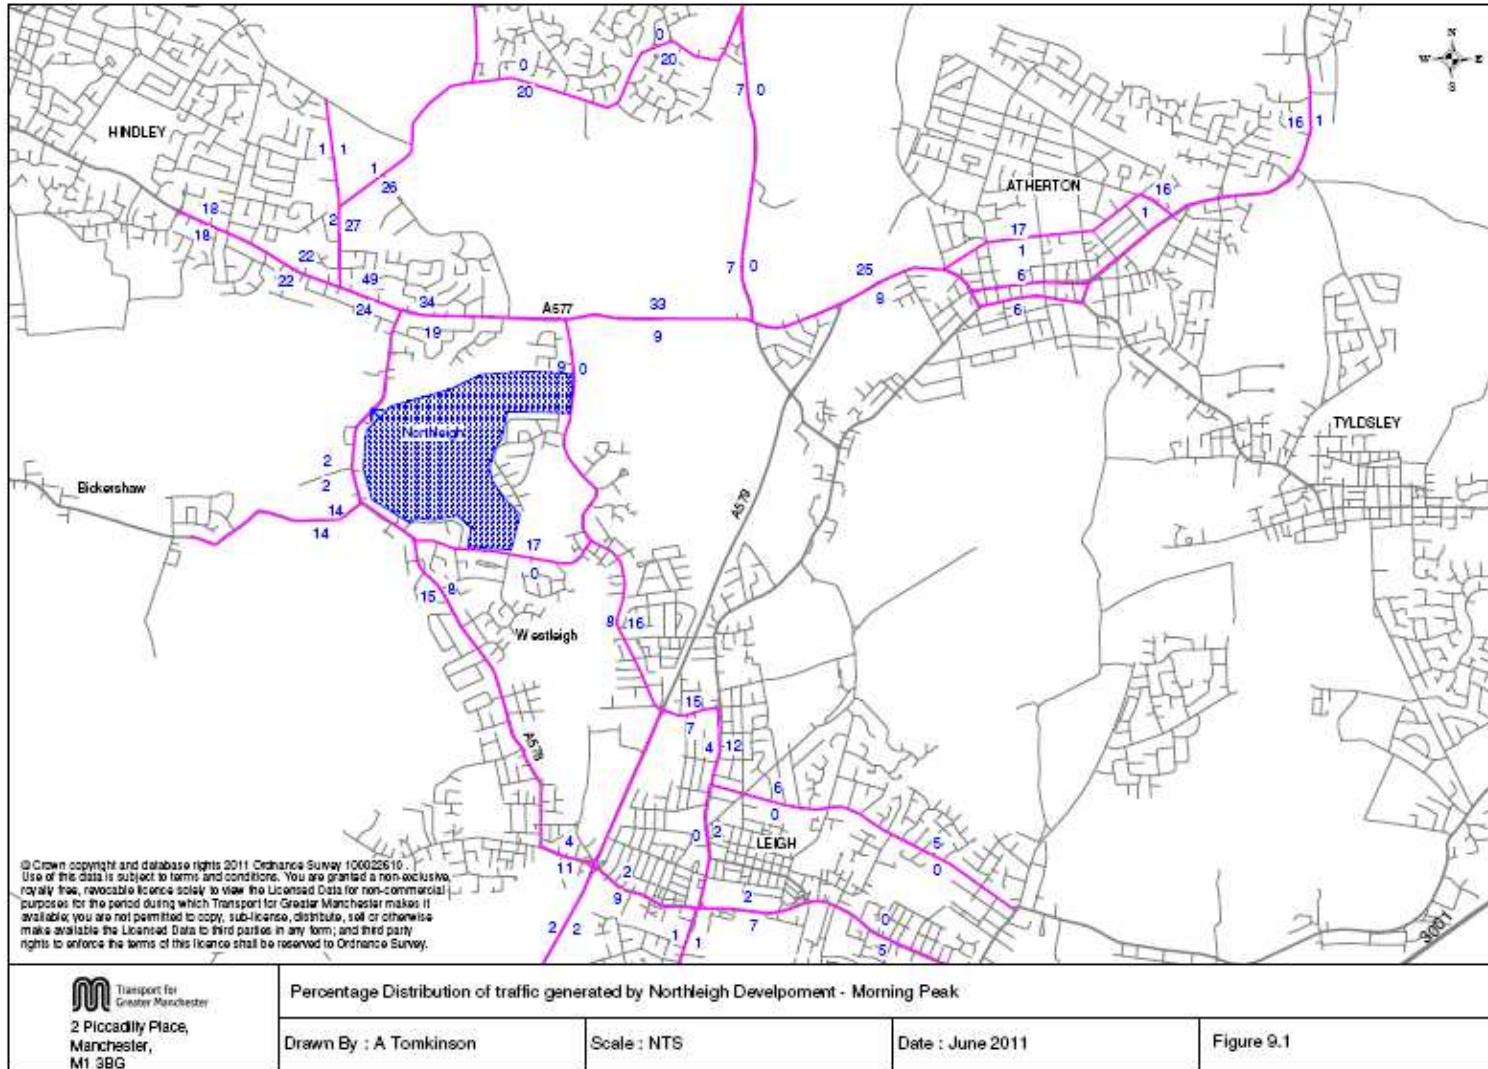 N
W E
S
0
20
0
20
7 0
HINDLEY
16 1
1 1
1
26
ATHERTON
16
1
18
18
2 27
17
1
22
22
49
24
7 0
25
8
6
6
34
19
A577
33
9
9 0
Northleigh
TYLDSLEY
2
2
Bickershaw
14
14
A579
17
0
15 8
Westleigh
8 16
15
7
4 12
A578
6
0
0 2
LEIGH
5
0
4
11
2
9
2
7
0
5
2 2
1 1
3001
© Crown copyright and database rights 2011 Ordnance Survey 100022610 .
Use of this data is subject to terms and conditions. You are granted a non-exclusive,
royalty free, revocable licence solely to view the Licensed Data for non-commercial
purposes for the period during which Transport for Greater Manchester makes it
available; you are not permitted to copy, sub-license, distribute, sell or otherwise
make available the Licensed Data to third parties in any form; and third party
rights to enforce the terms of this licence shall be reserved to Ordnance Survey.
Transport for
Greater Manchester
2 Piccadilly Place,
Manchester,
M1 3BG
Percentage Distribution of traffic generated by Northleigh Develpoment - Morning Peak
Drawn By : A Tomkinson
Scale : NTS
Date : June 2011
Figure 9.1